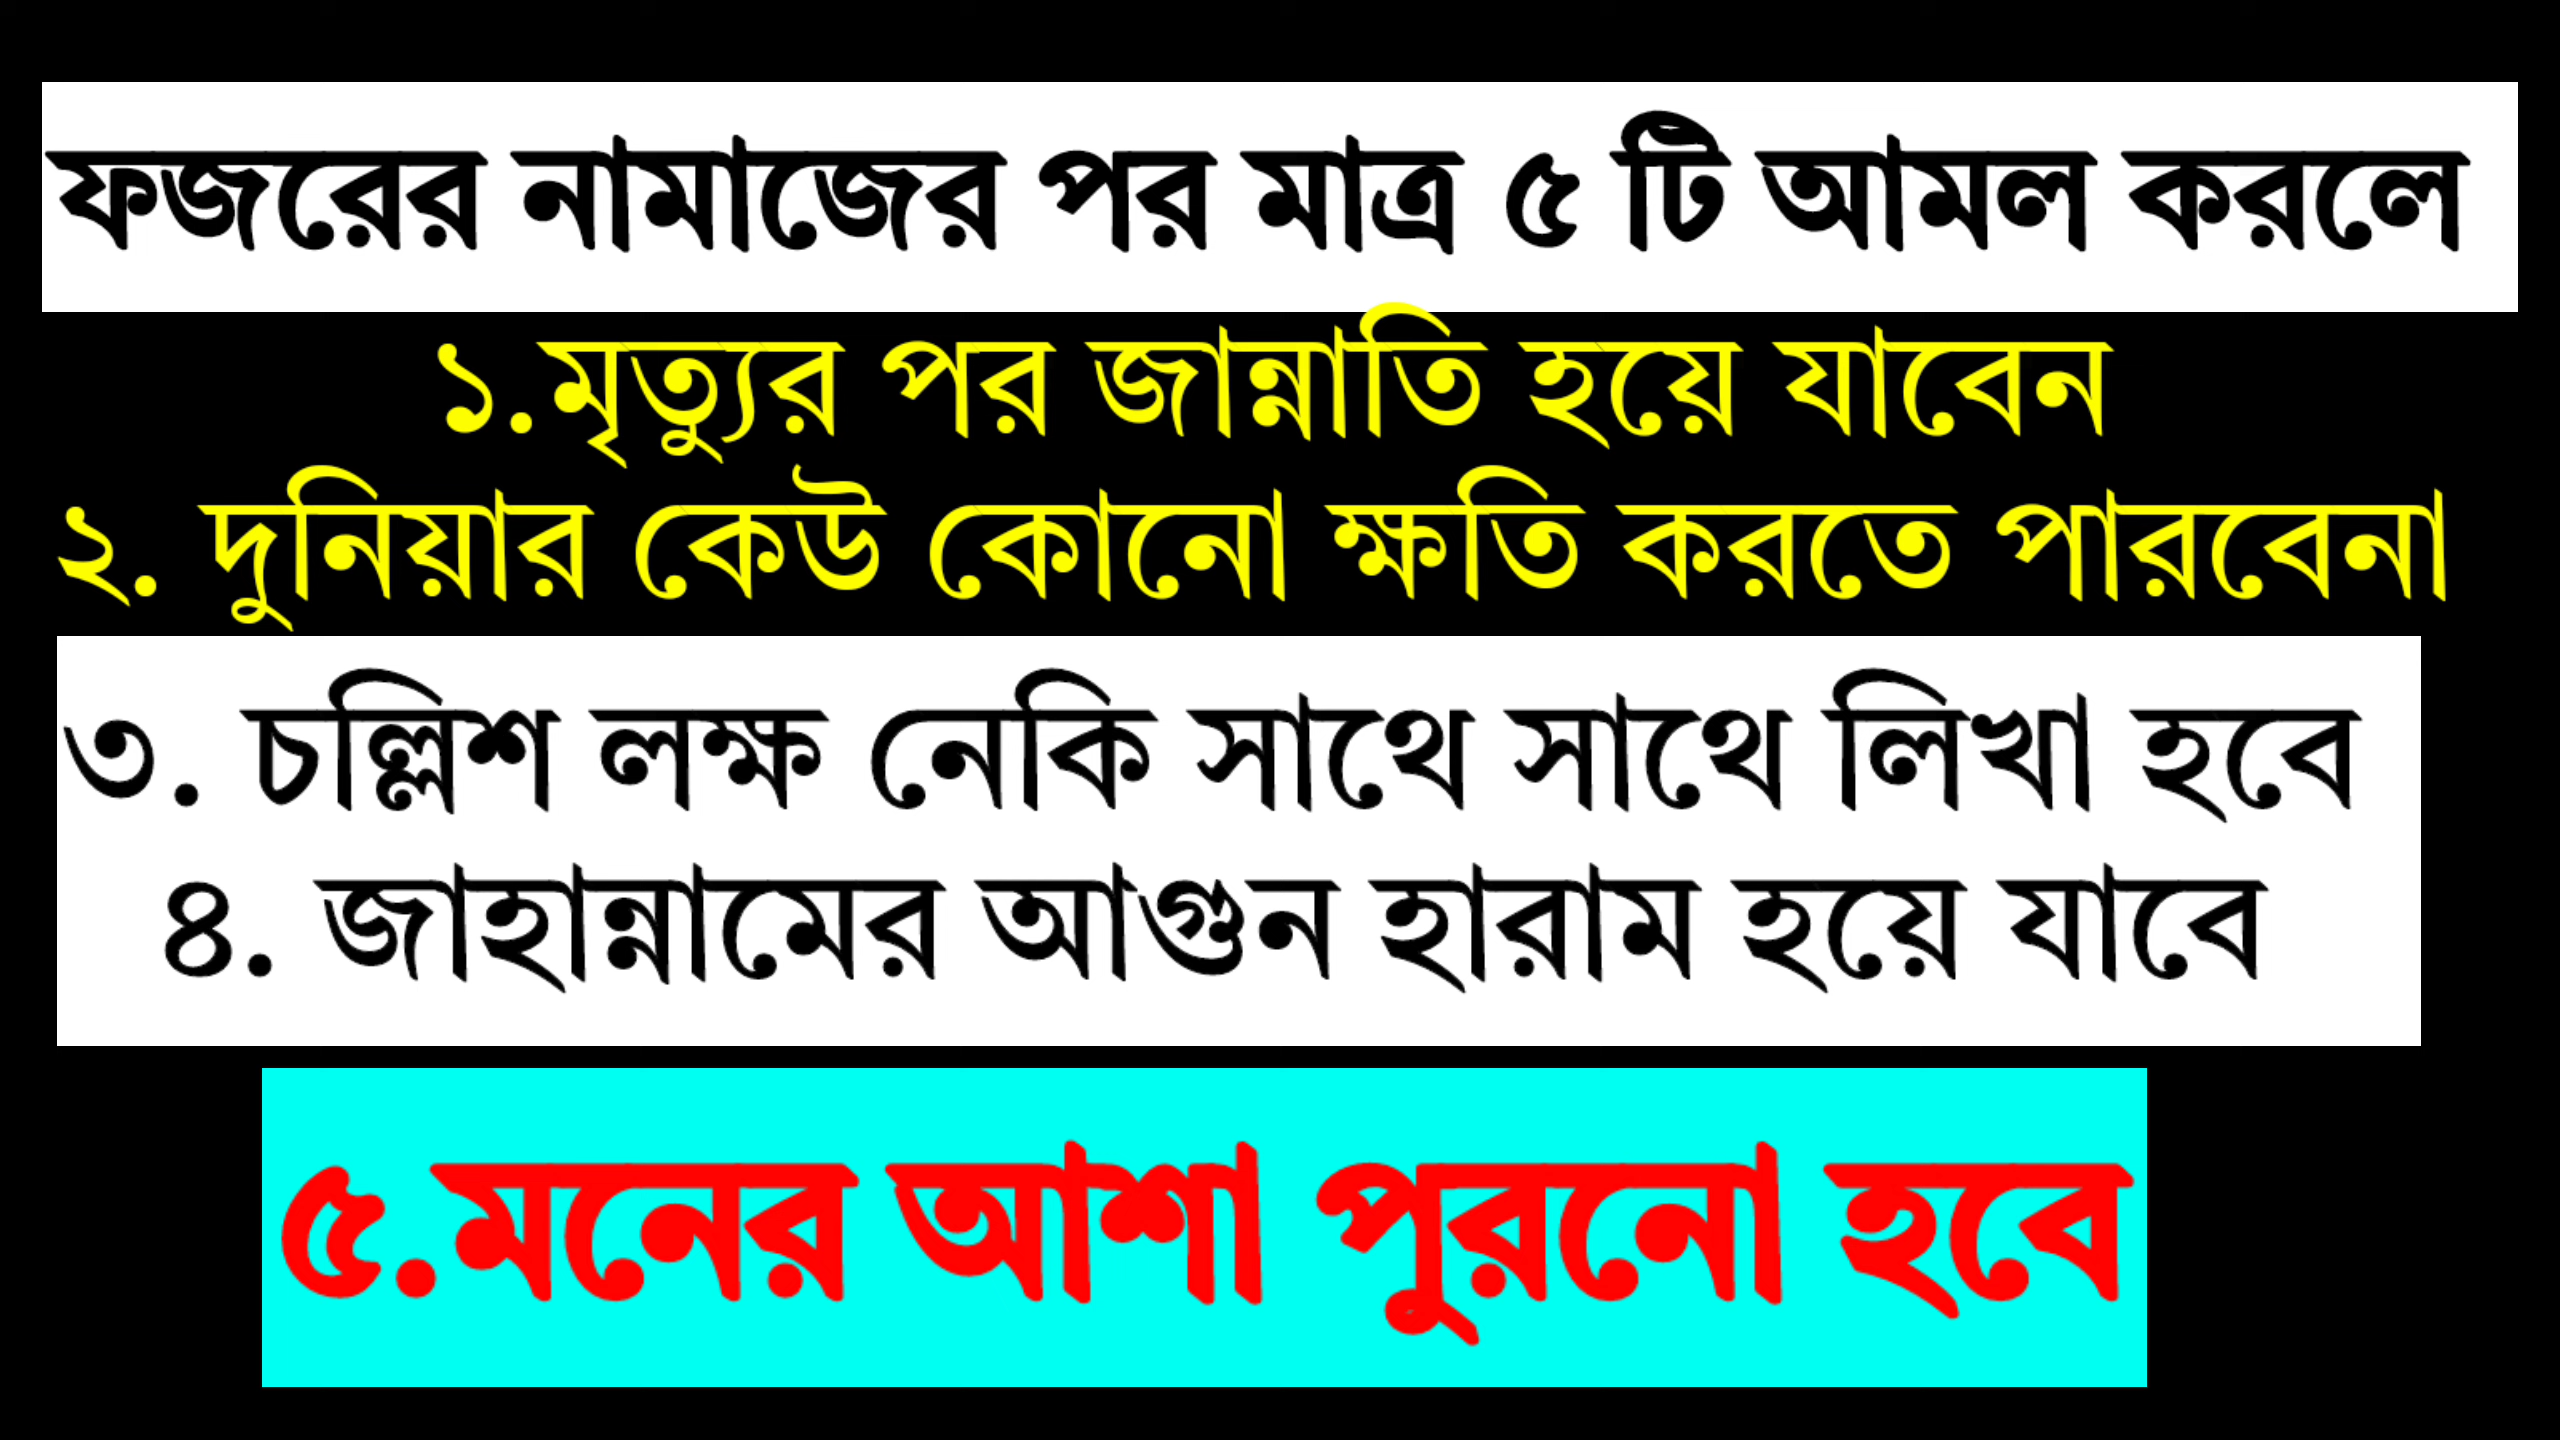 ফজরের নামাজের পর মাত্র ৫ টি আমল করলে
১.মৃত্যুর পর জান্নাতি হয়ে যাবেন
২. দুনিয়ার কেউ কোনো ক্ষতি করতে পারবেনা
৩. চল্লিশ লক্ষ নেকি সাথে সাথে লিখা হবে
৪. জাহান্নামের আগুন হারাম হয়ে যাবে
৫.মনের আশা পুরনো হবে